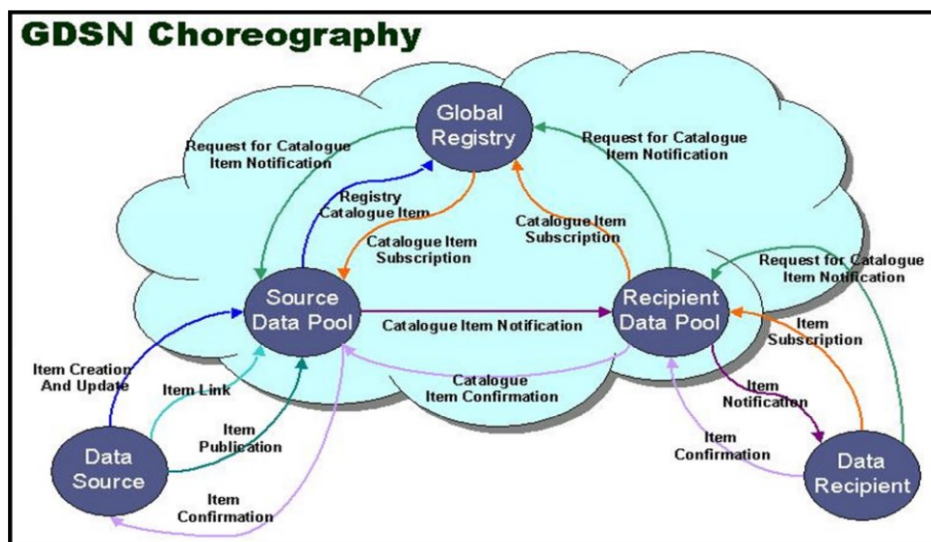 GDSN Choreography
Global
Registry
Request for Catalogue
Item Notification
Request for Catalogue
Item Notification
Registry
Catalogue Item
Catalogue Item
Subscription
Catalogue Item
Subscription
Request for Catalogue
Item Notification
Source
Data Pool
Recipient
Data Pool
Catalogue Item Notification
Item
Subscription
Item Creation
And Update
Item Link
Catalogue
Item Confirmation
Item
Notification
Item
Publication
Item
Confirmation
Data
Source
Data
Recipient
Item
Confirmation